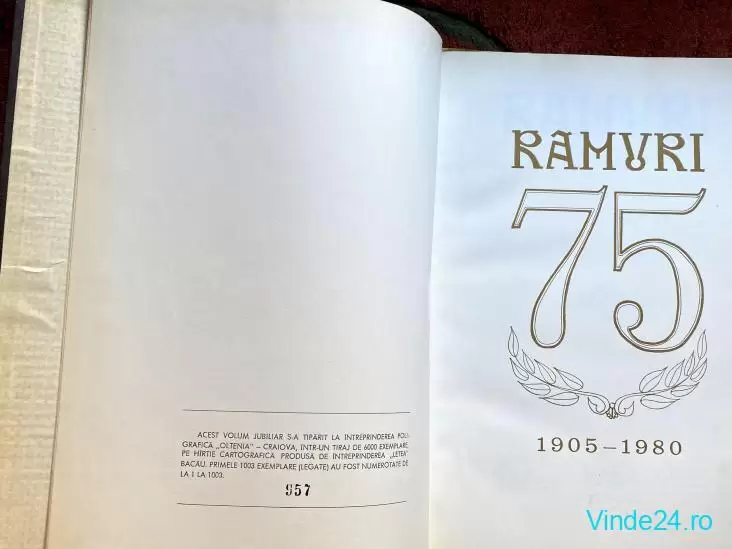 ACEST VOLUM JUBILIAR S-A TIPĂRIT LA INTREPRINDEREA POLI-
GRAFICĂ „OLTENIA” – CRAIOVA, INTR-UN TIRAJ DE 6000 EXEMPLARE,
PE HÎRTIE CARTOGRAFICĂ PRODUSĂ DE ÎNTREPRINDEREA „LETEA”
BACĂU. PRIMELE 1003 EXEMPLARE (LEGATE) AU FOST NUMEROTATE DE
LA 1 LA 1003.
957
RAMURI
75
1905–1980
Vinde24.ro